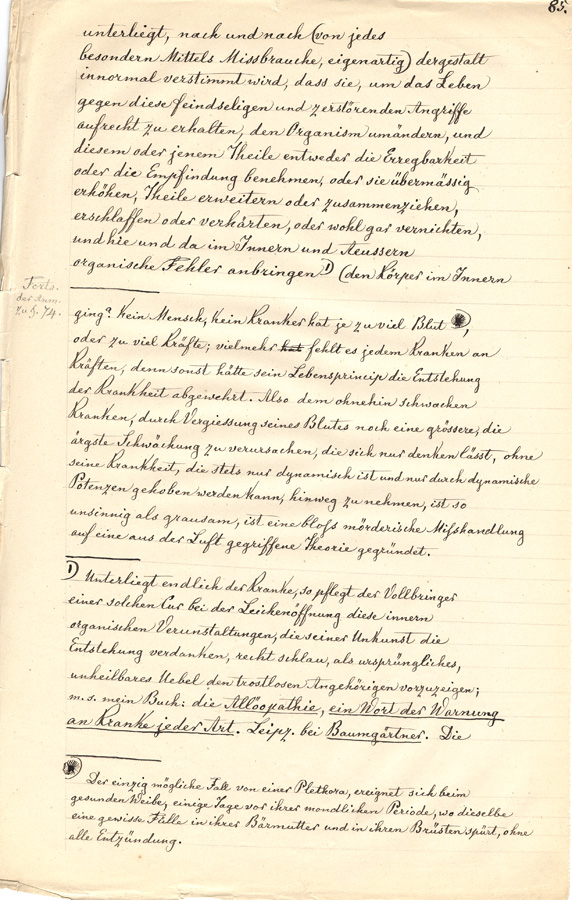 85.
unterliegt, nach und nach (von jedes
besondern Mittels Missbrauche, eigenartig) dergestalt
innormal verstimmt wird, dass sie, um das Leben
gegen diese feindseligen und zerstörenden Angriffe
aufrecht zu erhalten, den Organism umändern, und
diesem oder jenem Theile entweder die Erregbarkeit
oder die Empfindung benehmen, oder sie übermässig
erhöhen, Theile erweitern oder zusammenziehen,
erschlaffen oder verhärten, oder wohl gar vernichten,
und hie und da im Innern und Aeussern
organische Fehler anbringen 1) (den Körper im Innern
Forts.
der Anm.
zu §. 74.
ging? Kein Mensch, kein Kranker hat je zu viel Blut *),
oder zu viel Kräfte; vielmehr hat fehlt es jedem Kranken an
Kräften, denn sonst hätte sein Lebensprincip die Entstehung
der Krankheit abgewehrt. Also dem ohnehin schwachen
Kranken, durch Vergiessung seines Blutes noch eine grössere, die
ärgste Schwächung zu verursachen, die sich nur denken lässt, ohne
seine Krankheit, die stets nur dynamisch ist und nur durch dynamische
Potenzen gehoben werden kann, hinweg zu nehmen, ist so
unsinnig als grausam, ist eine bloſs mörderische Miſshandlung
auf eine aus der Luft gegriffene Theorie gegründet.
1) Unterliegt endlich der Kranke, so pflegt der Vollbringer
einer solchen Cur bei der Leichenöffnung diese innern
organischen Verunstaltungen, die seiner Unkunst die
Entstehung verdanken, recht schlau, als ursprüngliches,
unheilbares Uebel den trostlosen Angehörigen vorzuzeigen;
m. s. mein Buch: die Allöopathie, ein Wort der Warnung
an Kranke jeder Art. Leipz. bei Baumgärtner. Die
*) Der einzig mögliche Fall von einer Plethora, ereignet sich beim
gesunden Weibe, einige Tage vor ihrer mondlichen Periode, wo dieselbe
eine gewisse Fülle in ihrer Bärmutter und in ihren Brüsten spürt, ohne
alle Entzündung.